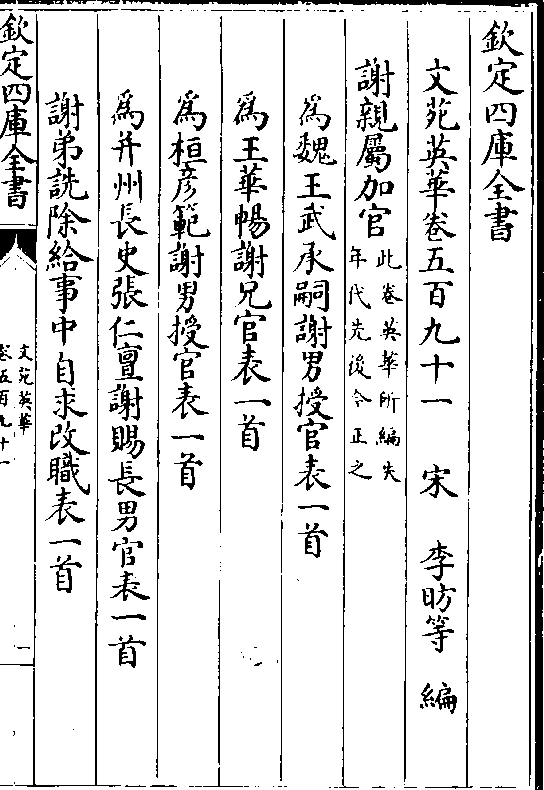 欽定四庫全書
文苑英華卷五百九十一 宋 李昉等 編
謝親屬加官 此卷英華所編失
年代先後今正之
為魏王武承嗣謝男授官表一首
為王華暢謝兄官表一首
為桓彦範謝男授官表一首
為并州長史張仁亶謝賜長男官表一首
謝弟詵除給事中自求改職表一首
欽定四庫全書
文苑英華
卷五百九十一
一